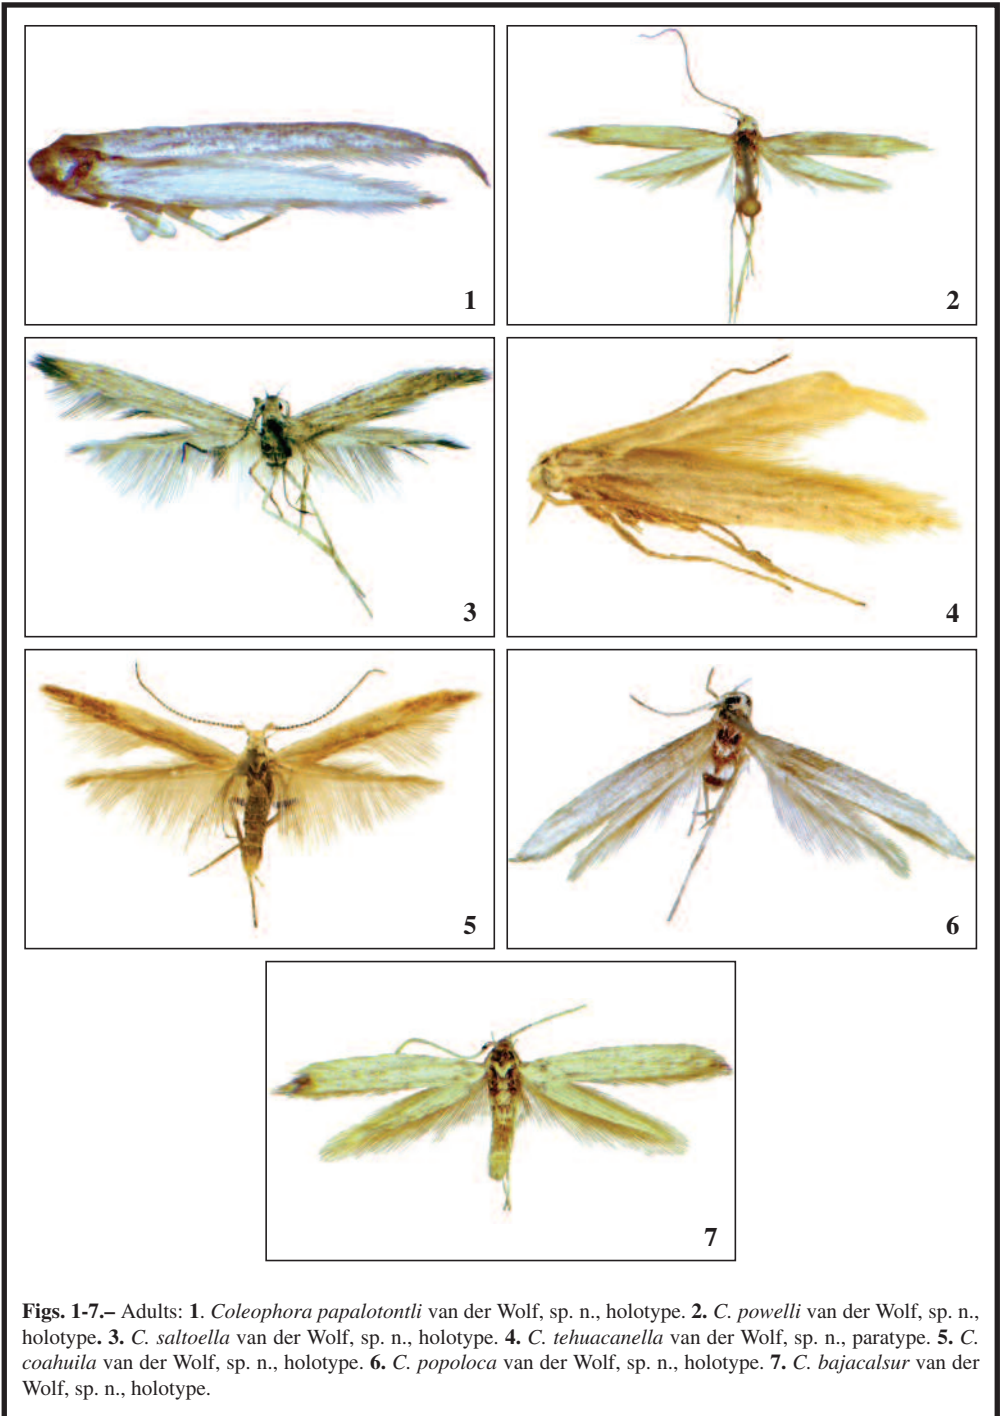 1
2
3
4
5
6
7
Figs. 1-7.– Adults: 1. Coleophora papalotontli van der Wolf, sp. n., holotype. 2. C. powelli van der Wolf, sp. n.,
holotype. 3. C. saltoella van der Wolf, sp. n., holotype. 4. C. tehuacanella van der Wolf, sp. n., paratype. 5. C.
coahuila van der Wolf, sp. n., holotype. 6. C. popoloca van der Wolf, sp. n., holotype. 7. C. bajacalsur van der
Wolf, sp. n., holotype.